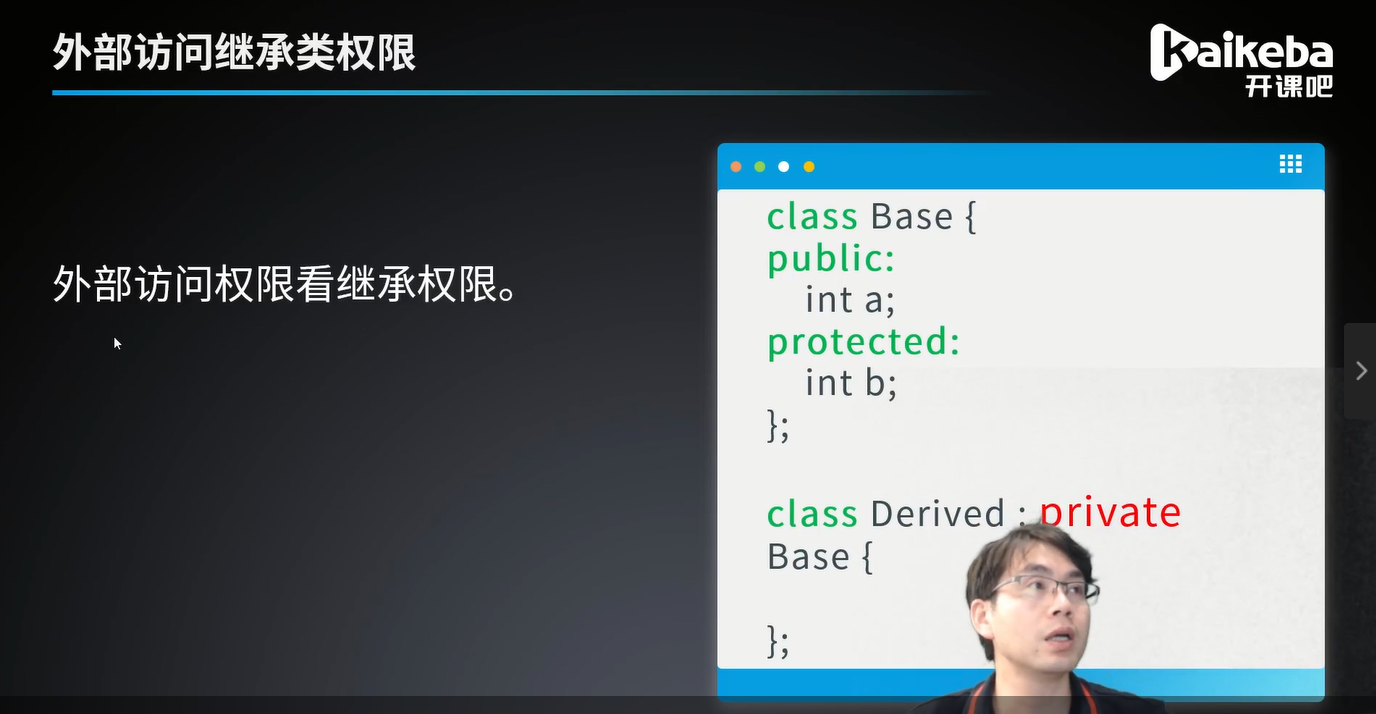 外部访问继承类权限
Kaikeba
开课吧
外部访问权限看继承权限。
class Base {
public:
int a;
protected:
int b;
};
class Derived : private
Base {
};